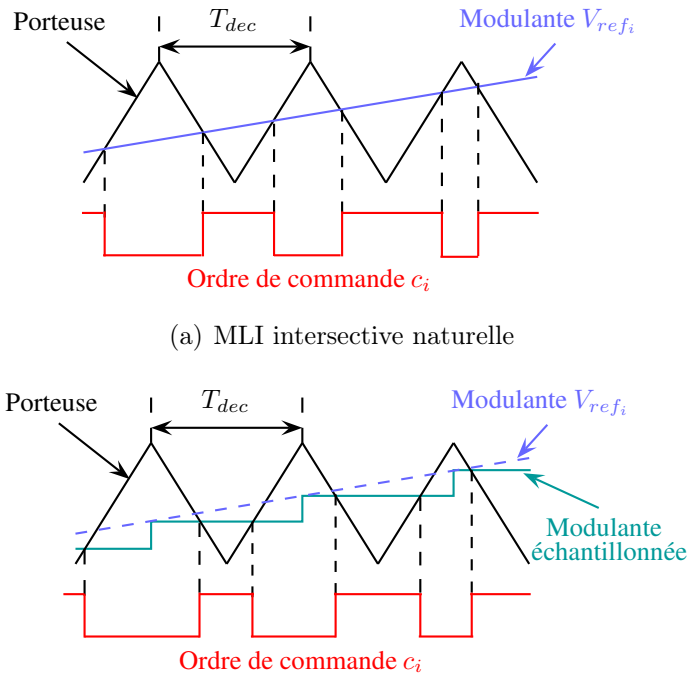 Porteuse
T_dec
Modulante V_ref_i
Ordre de commande c_i
(a) MLI intersective naturelle
Porteuse
T_dec
Modulante V_ref_i
Modulante
échantillonnée
Ordre de commande c_i